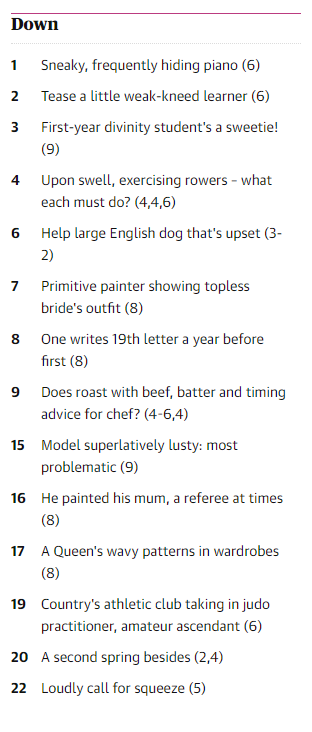 Down
1 Sneaky, frequently hiding piano (6)
2 Tease a little weak-kneed learner (6)
3 First-year divinity student's a sweetie!
(9)
4 Upon swell, exercising rowers – what
each must do? (4,4,6)
6 Help large English dog that's upset (3-
2)
7 Primitive painter showing topless
bride's outfit (8)
8 One writes 19th letter a year before
first (8)
9 Does roast with beef, batter and timing
advice for chef? (4-6,4)
15 Model superlatively lusty: most
problematic (9)
16 He painted his mum, a referee at times
(8)
17 A Queen's wavy patterns in wardrobes
(8)
19 Country's athletic club taking in judo
practitioner, amateur ascendant (6)
20 A second spring besides (2,4)
22 Loudly call for squeeze (5)